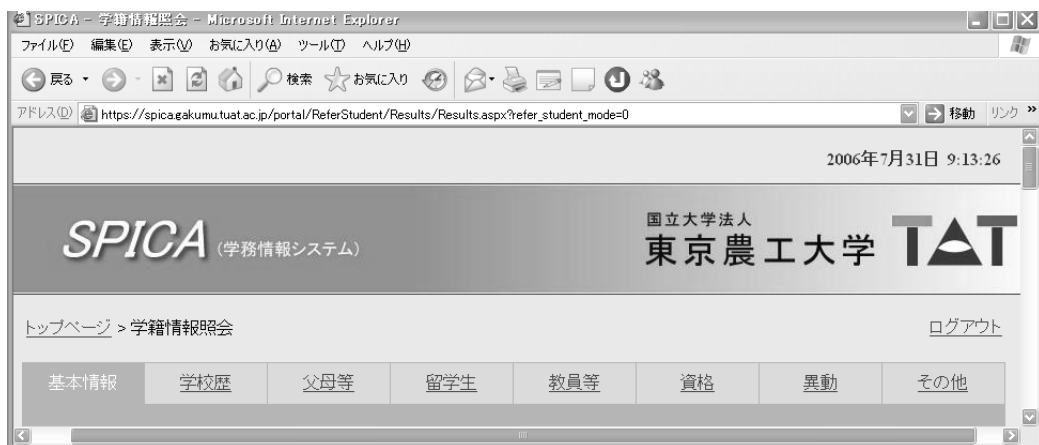 SPICA - 学籍情報照会 - Microsoft Internet Explorer
ファイル(F) 編集(E) 表示(V) お気に入り(A) ツール(T) ヘルプ(H)
戻る 検索 お気に入り
アドレス(D) https://spica.gakumu.tuat.ac.jp/portal/ReferStudent/Results/Results.aspx?refer_student_mode=0 移動 リンク »
2006年7月31日 9:13:26
SPICA (学務情報システム)
国立大学法人
東京農工大学 TAT
トップページ > 学籍情報照会 ログアウト
基本情報 学校歴 父母等 留学生 教員等 資格 異動 その他